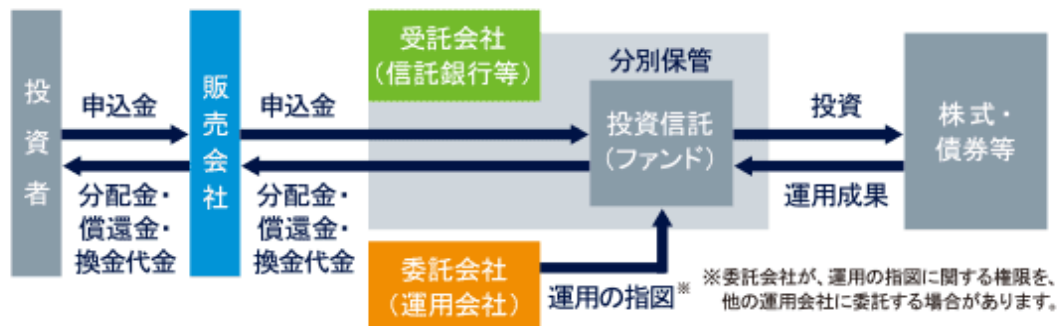 投資者
申込金
分配金・
償還金・
換金代金
販売会社
申込金
分配金・
償還金・
換金代金
受託会社
（信託銀行等）
分別保管
投資信託
（ファンド）
委託会社
（運用会社）
運用の指図※
投資
運用成果
株式・
債券等
※委託会社が、運用の指図に関する権限を、
他の運用会社に委託する場合があります。